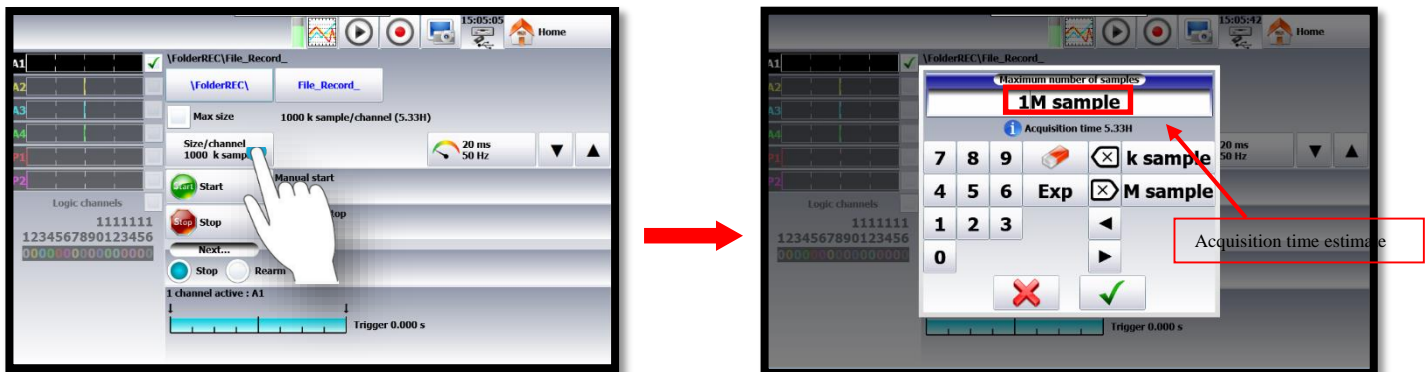 15:05:05
Home
A1
\FolderREC\File_Record_
A2
\FolderREC\
File_Record_
A3
Max size
1000 k sample/channel (5.33H)
A4
Size/channel
1000 k samp
20 ms
50 Hz
P1
P2
Manual start
Start
Start
Logic channels
1111111
Stop
Stop
top
1234567890123456
0000000000000000
Next...
Stop
Rearm
1 channel active : A1
Trigger 0.000 s
15:05:42
Home
A1
\FolderREC\File_Record_
Maximum number of samples
A2
1M sample
A3
Acquisition time 5.33H
A4
20 ms
50 Hz
P1
7 8 9 k sample
P2
4 5 6 Exp M sample
Logic channels
1111111
1 2 3
1234567890123456
0000000000000000
Acquisition time estimate
0
Trigger 0.000 s